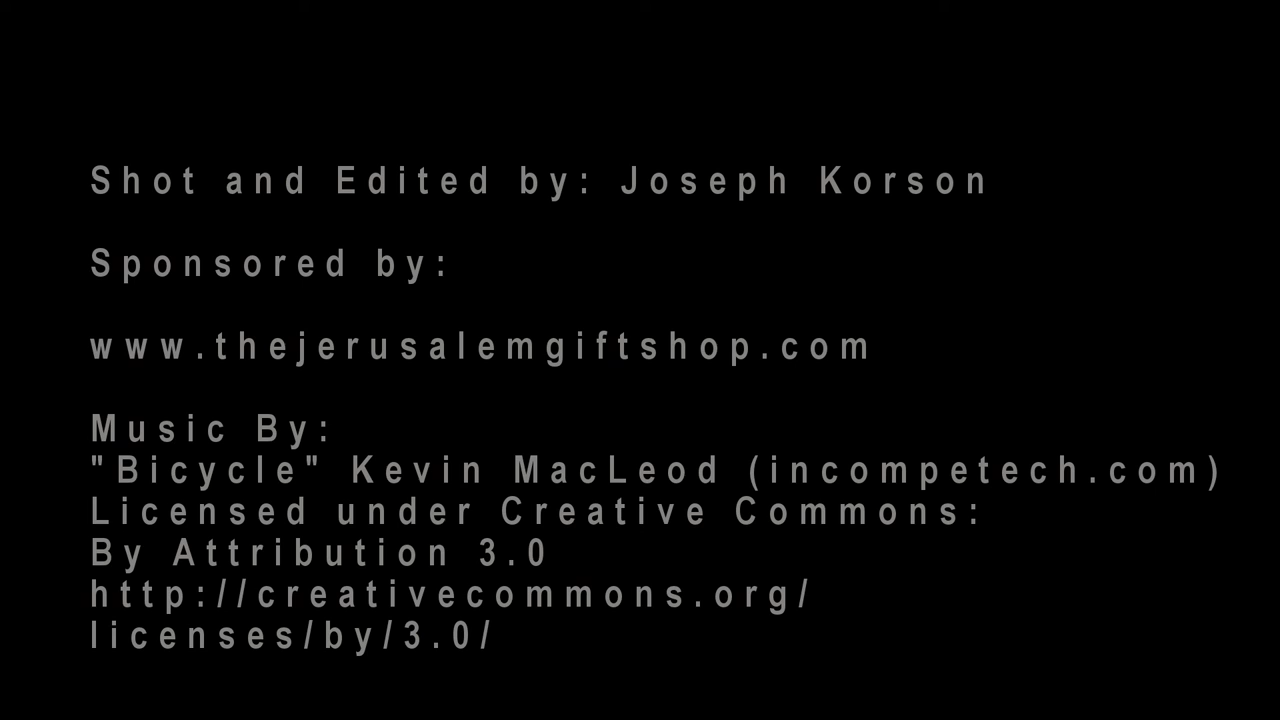 Shot and Edited by: Joseph Korson
Sponsored by:
www.thejerusalemgiftshop.com
Music By:
"Bicycle" Kevin MacLeod (incompetech.com)
Licensed under Creative Commons:
By Attribution 3.0
http://creativecommons.org/
licenses/by/3.0/